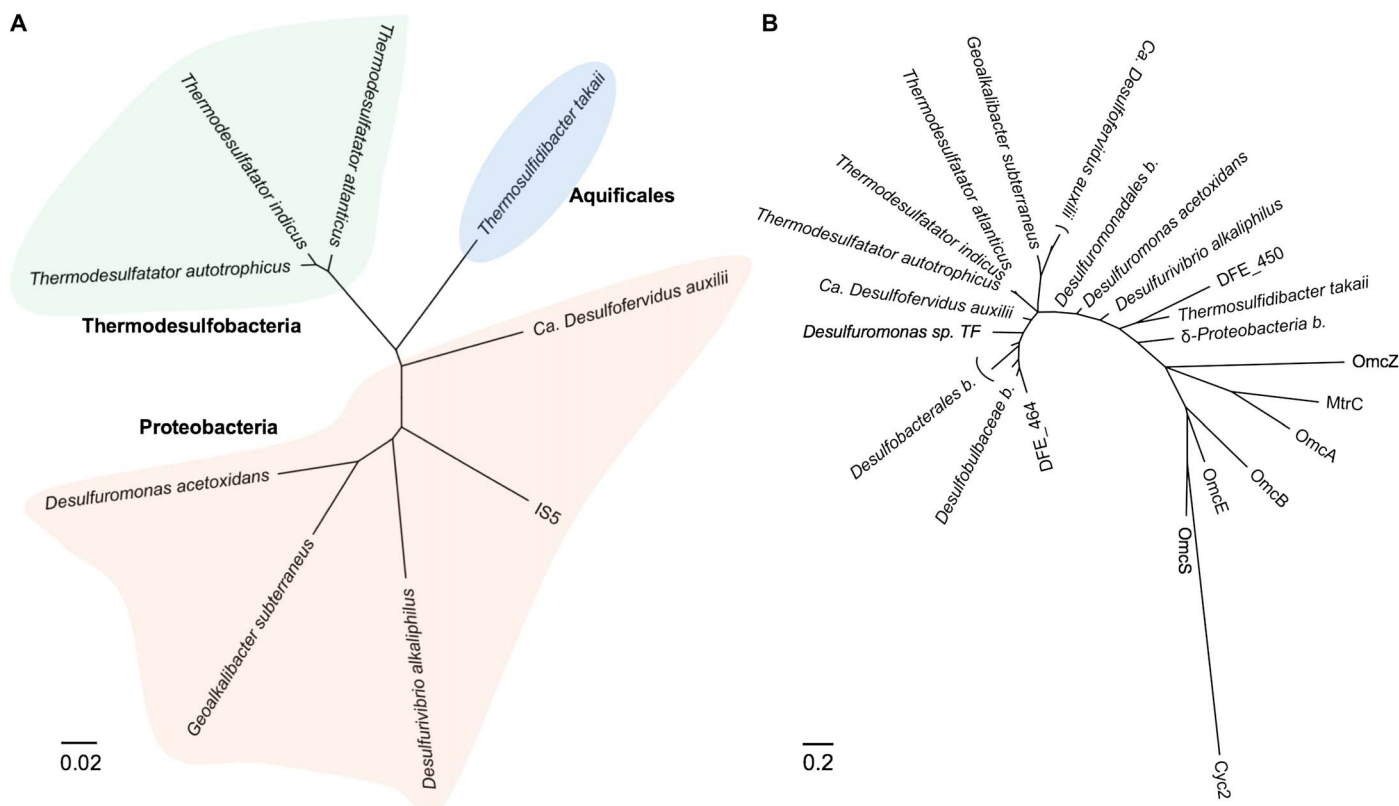 A
Thermodesulfatator indicus
Thermodesulfatator atlanticus
Thermodesulfatator autotrophicus
Thermodesulfobacteria
Thermosulfidibacter takaii
Aquificales
Ca. Desulfofervidus auxilii
Proteobacteria
Desulfuromonas acetoxidans
IS5
Geoalkalibacter subterraneus
Desulfurivibrio alkaliphilus
0.02
B
Geoalkalibacter subterraneus
Ca. Desulfofervidus auxilii
Thermodesulfatator atlanticus
Thermodesulfatator indicus
Thermodesulfatator autotrophicus
Ca. Desulfofervidus auxilii
Desulfuromonas sp. TF
Desulfobacterales b.
Desulfobulbaceae b.
DFE_464
Desulfuromonadales b.
Desulfuromonas acetoxidans
Desulfurivibrio alkaliphilus
DFE_450
Thermosulfidibacter takaii
δ-Proteobacteria b.
OmcZ
MtrC
OmcA
OmcB
OmcE
OmcS
Cyc2
0.2